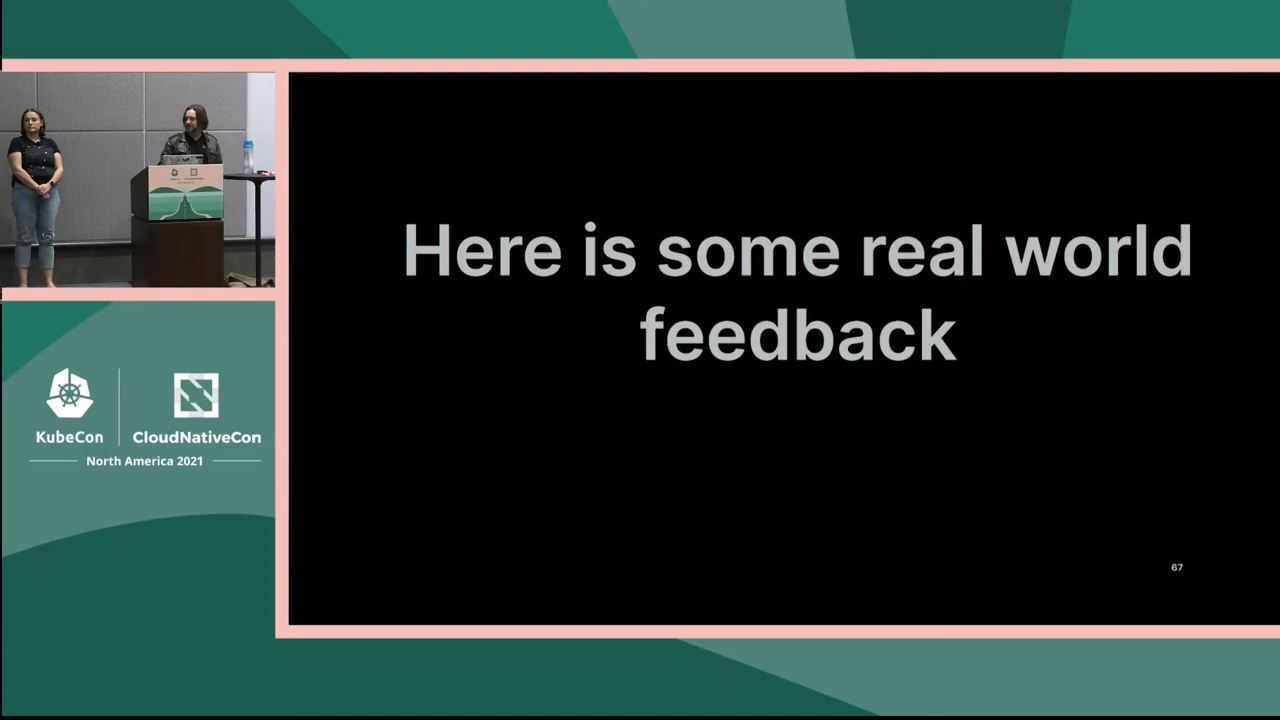 Here is some real world
feedback
67
KubeCon
CloudNativeCon
North America 2021